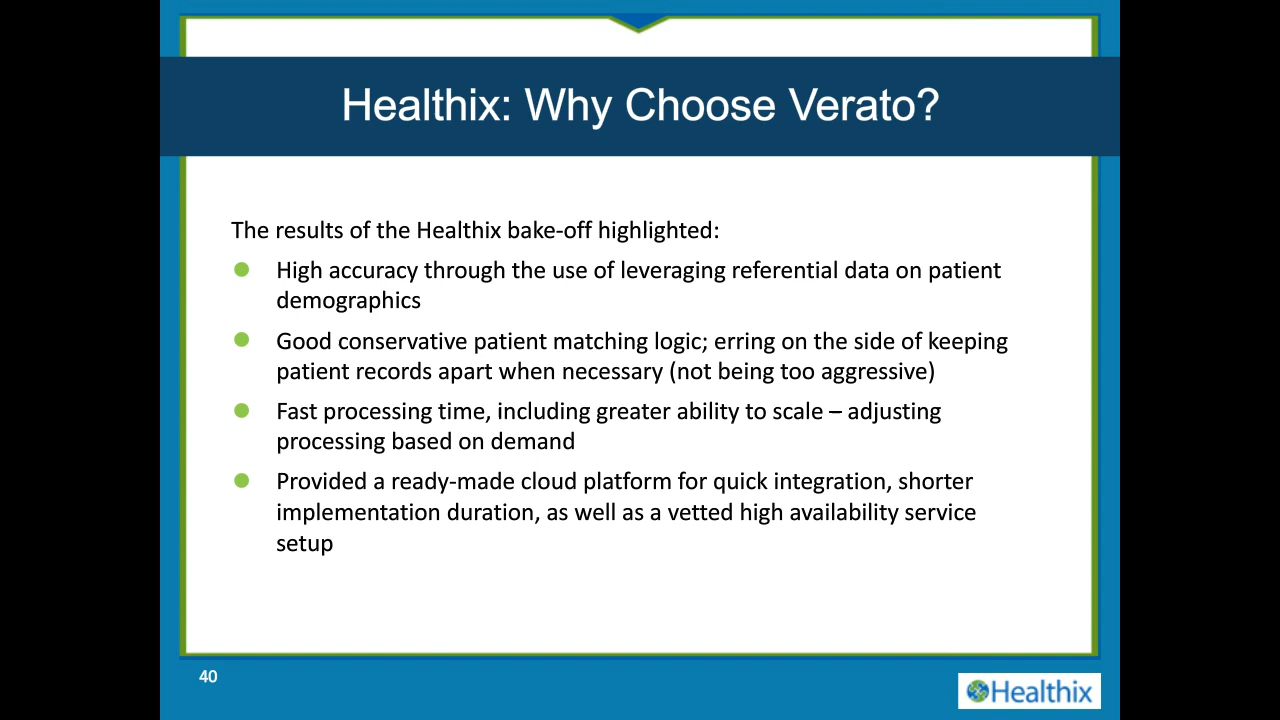 Healthix: Why Choose Verato?
The results of the Healthix bake-off highlighted:
High accuracy through the use of leveraging referential data on patient
demographics
Good conservative patient matching logic; erring on the side of keeping
patient records apart when necessary (not being too aggressive)
Fast processing time, including greater ability to scale – adjusting
processing based on demand
Provided a ready-made cloud platform for quick integration, shorter
implementation duration, as well as a vetted high availability service
setup
40
Healthix